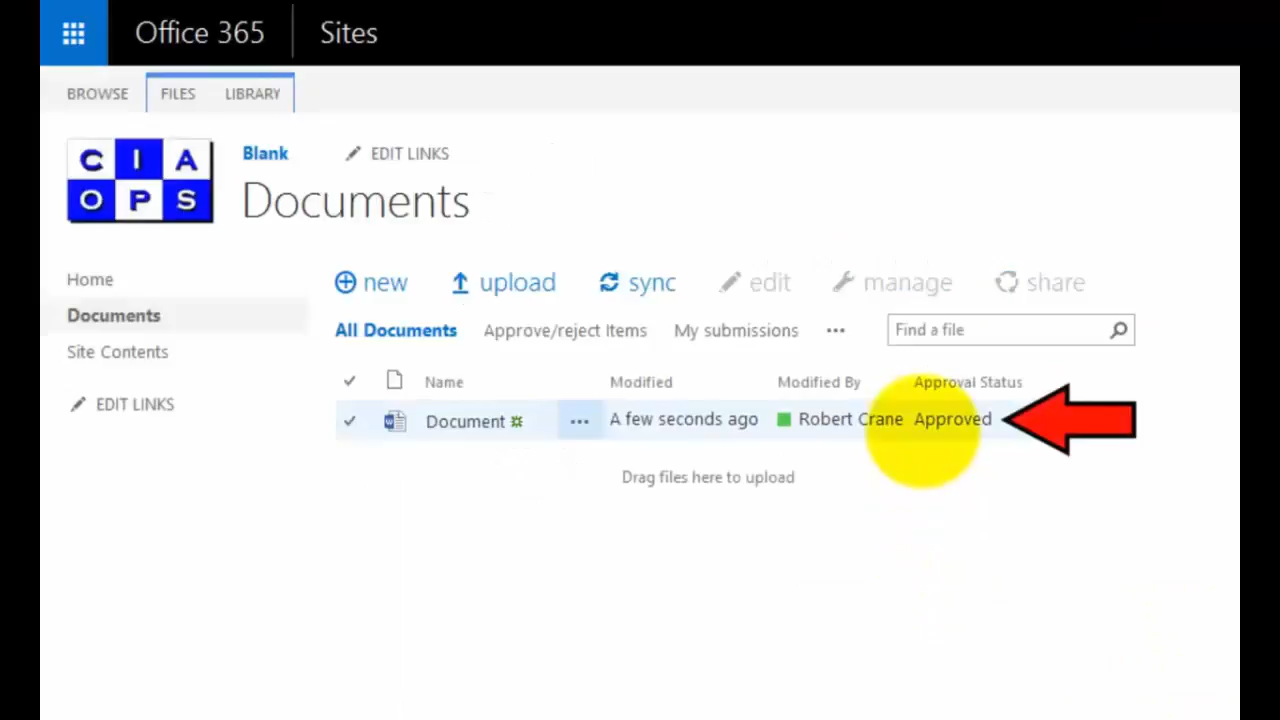 Office 365 Sites
BROWSE FILES LIBRARY
C I A
O P S
Blank EDIT LINKS
Documents
Home
Documents
Site Contents
EDIT LINKS
new upload sync edit manage share
All Documents Approve/reject Items My submissions ••• Find a file
Name Modified Modified By Approval Status
Document ••• A few seconds ago Robert Crane Approved
Drag files here to upload